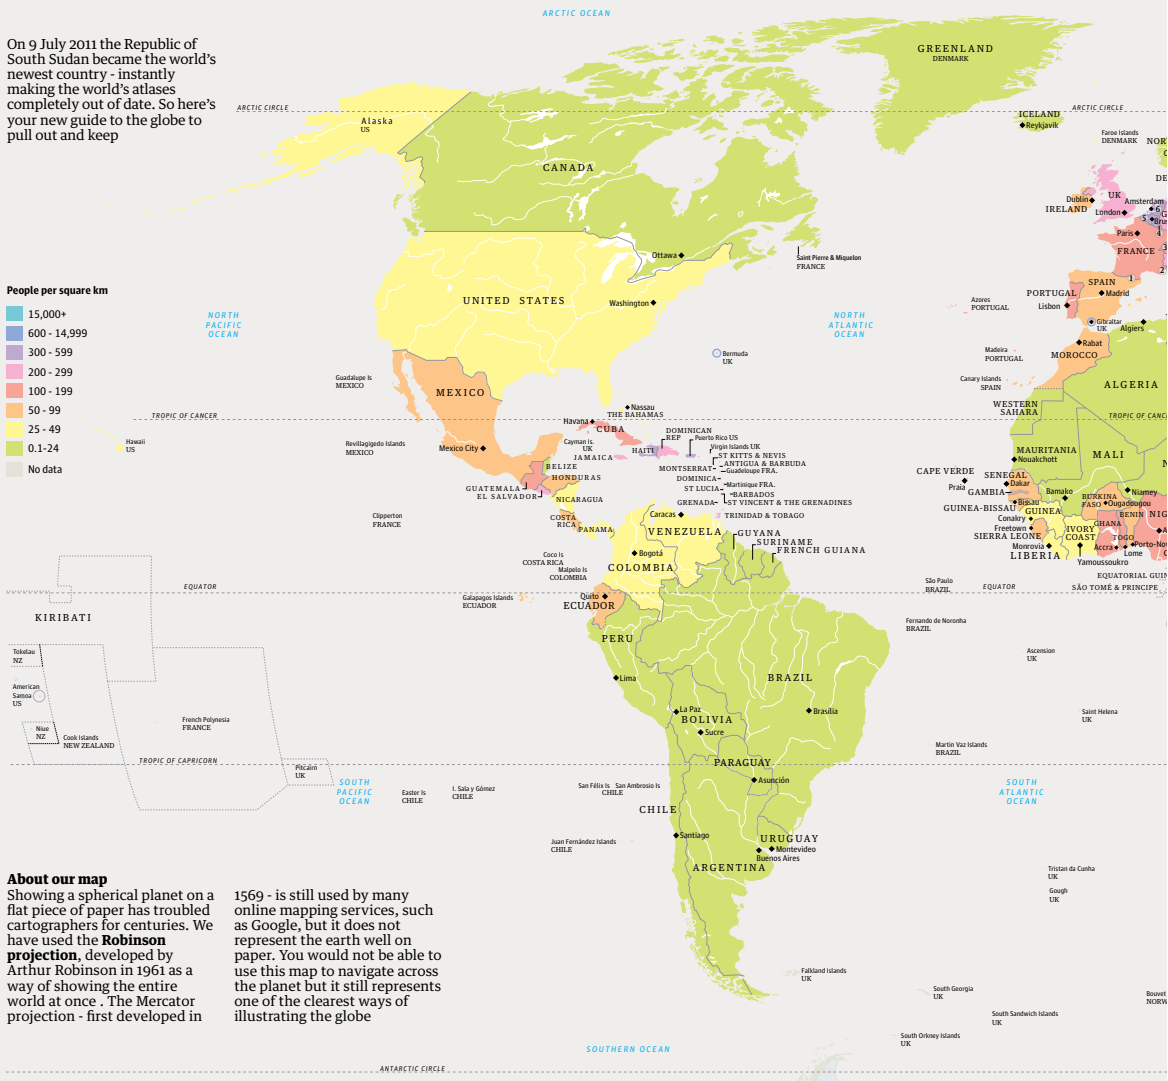 ARCTIC OCEAN
On 9 July 2011 the Republic of
South Sudan became the world's
newest country - instantly
making the world's atlases
completely out of date. So here's
your new guide to the globe to
pull out and keep
GREENLAND
DENMARK
ARCTIC CIRCLE
ARCTIC CIRCLE
Alaska
US
ICELAND
Reykjavik
Faroe Islands
DENMARK
CANADA
UK
Dublin
IRELAND
London
Amsterdam
6
5
4
3
2
1
Paris
FRANCE
Ottawa
Saint Pierre & Miquelon
FRANCE
People per square km
15,000+
600 - 14,999
300 - 599
200 - 299
100 - 199
50 - 99
25 - 49
0.1-24
No data
UNITED STATES
Washington
NORTH
PACIFIC
OCEAN
NORTH
ATLANTIC
OCEAN
SPAIN
Madrid
PORTUGAL
Lisbon
Azores
PORTUGAL
Gibraltar
UK
Algiers
Rabat
MOROCCO
Bermuda
UK
Madeira
PORTUGAL
Canary Islands
SPAIN
ALGERIA
Guadalupe Is
MEXICO
MEXICO
WESTERN
SAHARA
TROPIC OF CANCER
Nassau
THE BAHAMAS
Havana
CUBA
Hawaii
US
Revillagigedo Islands
MEXICO
Mexico City
Cayman Is.
UK
JAMAICA
HAITI
DOMINICAN
REP
Puerto Rico US
Virgin Islands UK
ST KITTS & NEVIS
ANTIGUA & BARBUDA
MONTSERRAT
Guadeloupe FRA.
DOMINICA
Martinique FRA.
ST LUCIA
BARBADOS
GRENADA
ST VINCENT & THE GRENADINES
TRINIDAD & TOBAGO
BELIZE
HONDURAS
GUATEMALA
EL SALVADOR
NICARAGUA
COSTA
RICA
PANAMA
Clipperton
FRANCE
MAURITANIA
Nouakchott
MALI
CAPE VERDE
Praia
SENEGAL
Dakar
GAMBIA
Bissau
GUINEA-BISSAU
Bamako
BURKINA
FASO
Ougadougou
Niamey
GUINEA
Conakry
Freetown
SIERRA LEONE
Monrovia
LIBERIA
IVORY
COAST
Yamoussoukro
GHANA
Accra
TOGO
Lome
BENIN
Caracas
VENEZUELA
GUYANA
SURINAME
FRENCH GUIANA
Bogotá
COLOMBIA
Coco Is
COSTA RICA
Malpelo Is
COLOMBIA
SÃO TOMÉ & PRINCIPE
EQUATOR
EQUATOR
São Paulo
BRAZIL
Galapagos Islands
ECUADOR
Quito
ECUADOR
KIRIBATI
Fernando de Noronha
BRAZIL
PERU
Lima
Tokelau
NZ
Ascension
UK
American
Samoa
US
BRAZIL
Brasília
La Paz
BOLIVIA
Sucre
French Polynesia
FRANCE
Niue
NZ
Cook Islands
NEW ZEALAND
Saint Helena
UK
Martin Vaz Islands
BRAZIL
TROPIC OF CAPRICORN
Pitcairn
UK
PARAGUAY
Asunción
SOUTH
PACIFIC
OCEAN
Easter Is
CHILE
I. Sala y Gómez
CHILE
San Félix Is San Ambrosio Is
CHILE
SOUTH
ATLANTIC
OCEAN
CHILE
Santiago
URUGUAY
Montevideo
Buenos Aires
ARGENTINA
Juan Fernández Islands
CHILE
Tristan da Cunha
UK
Gough
UK
About our map
Showing a spherical planet on a
flat piece of paper has troubled
cartographers for centuries. We
have used the Robinson
projection, developed by
Arthur Robinson in 1961 as a
way of showing the entire
world at once . The Mercator
projection - first developed in
1569 - is still used by many
online mapping services, such
as Google, but it does not
represent the earth well on
paper. You would not be able to
use this map to navigate across
the planet but it still represents
one of the clearest ways of
illustrating the globe
Falkland Islands
UK
South Georgia
UK
Bouvet
South Sandwich Islands
UK
South Orkney Islands
UK
SOUTHERN OCEAN
ANTARCTIC CIRCLE